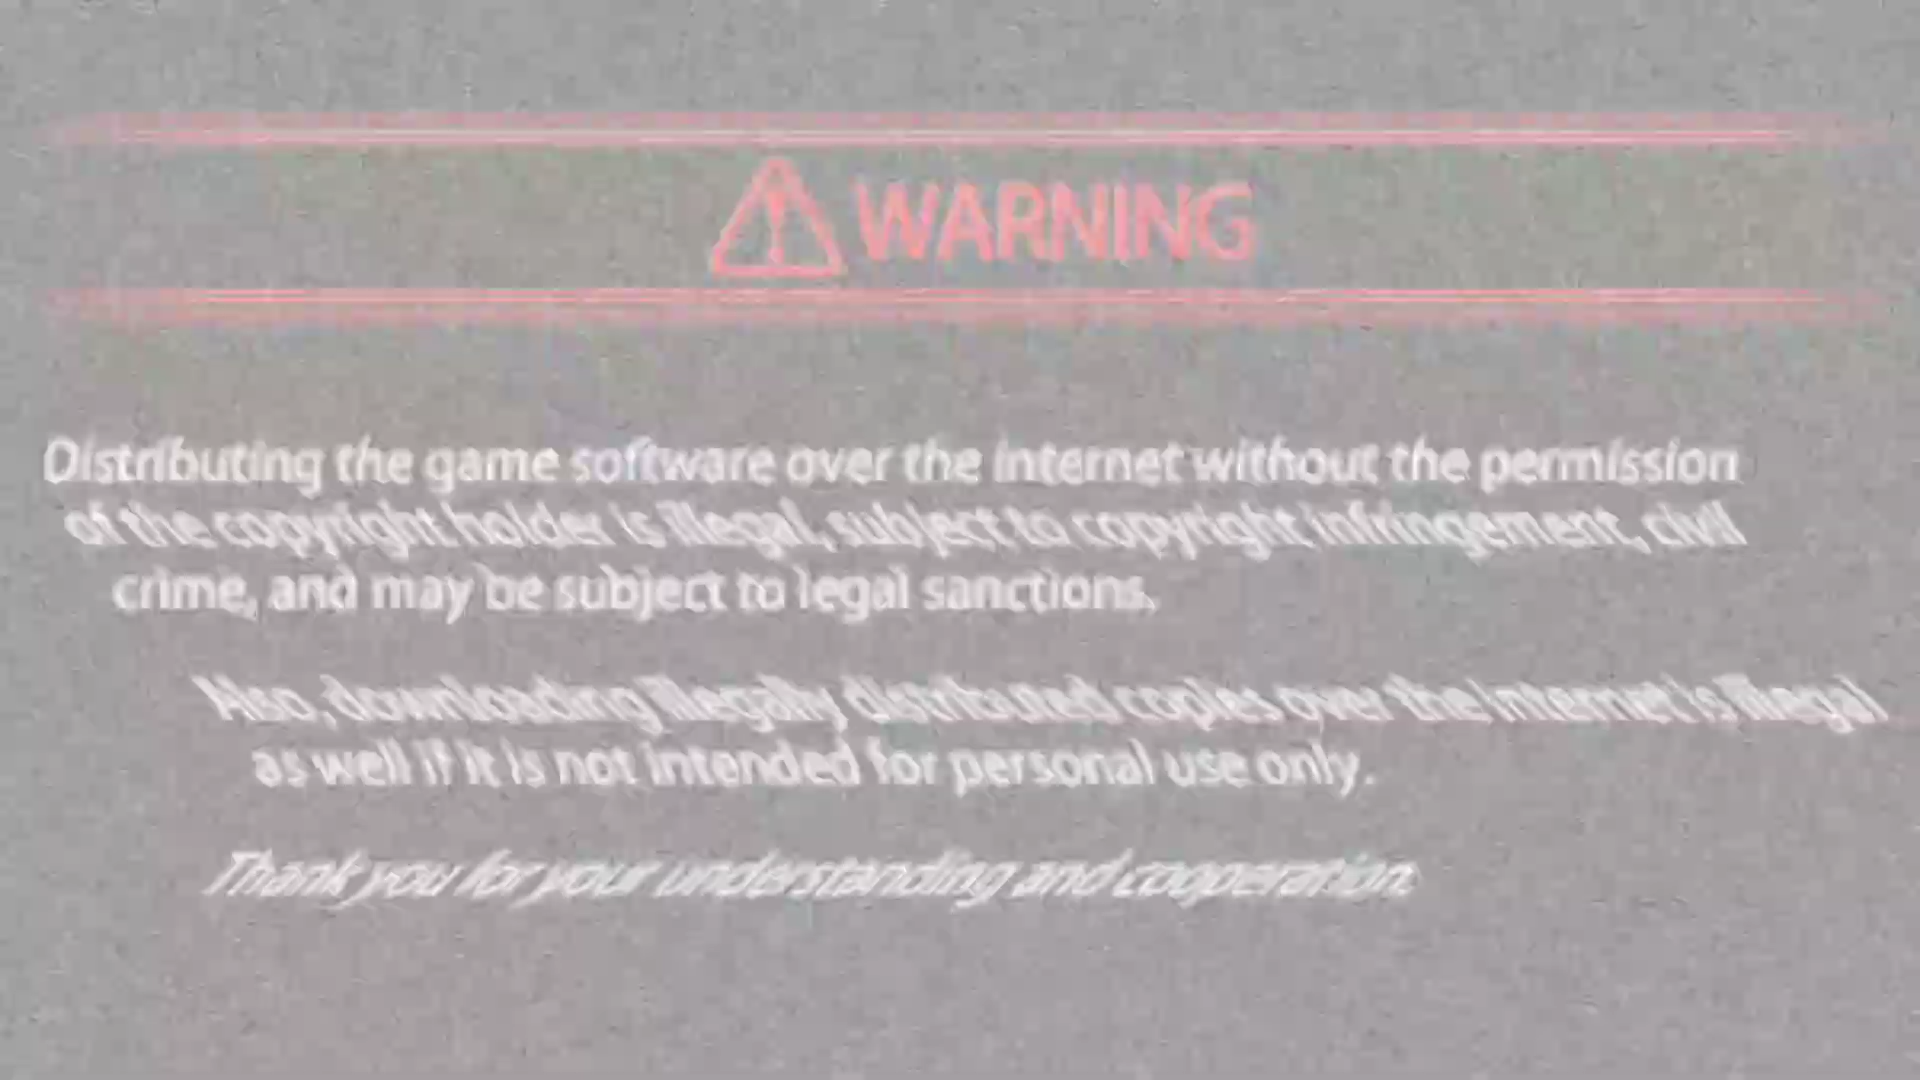 WARNING
Distributing the game software over the internet without the permission
of the copyright holder is illegal, subject to copyright infringement, civil
crime, and may be subject to legal sanctions.
Also, downloading illegally distributed copies over the internet is illegal
as well if it is not intended for personal use only.
Thank you for your understanding and cooperation.